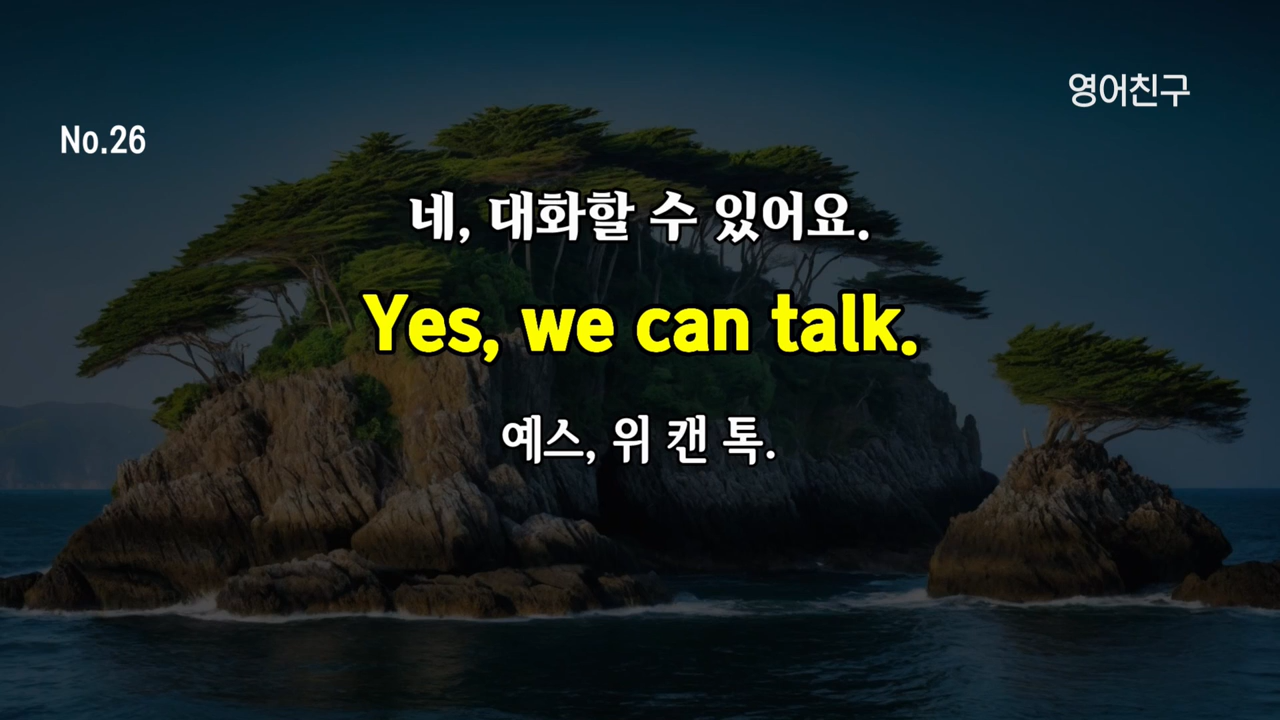 영어친구
No.26
네, 대화할 수 있어요.
Yes, we can talk.
예스, 위 캔 톡.